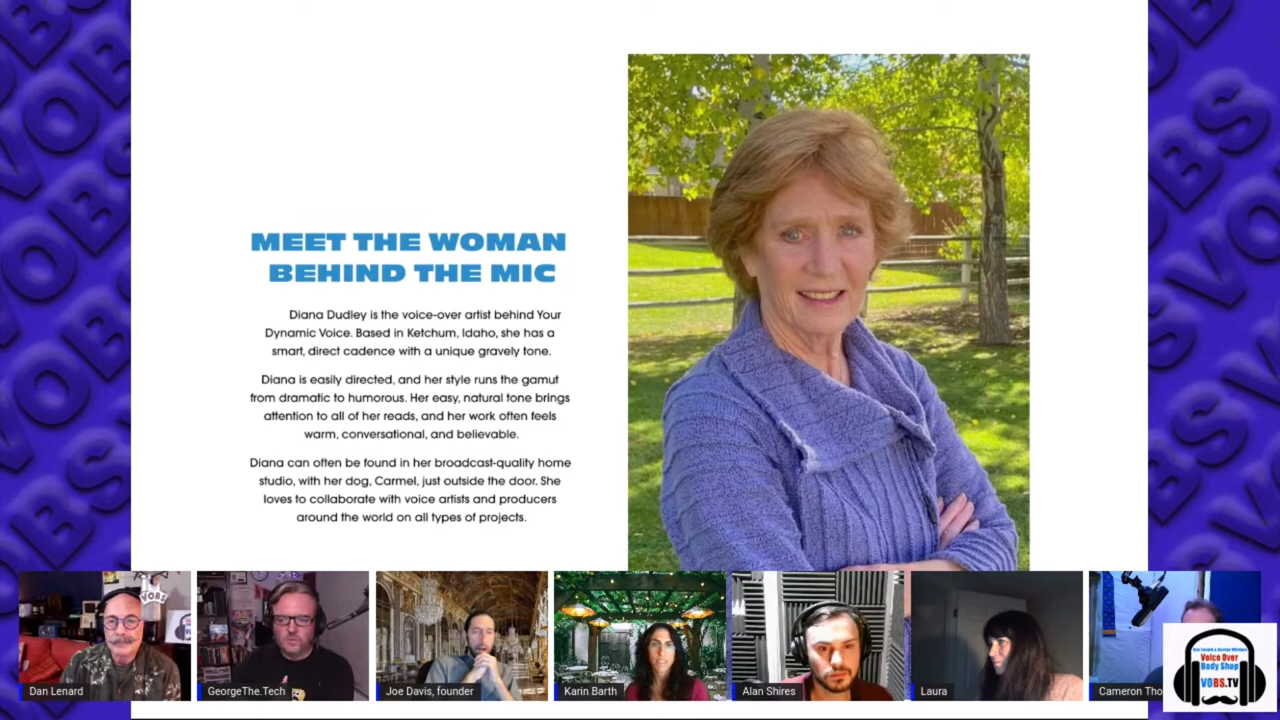 MEET THE WOMAN
BEHIND THE MIC
Diana Dudley is the voice-over artist behind Your
Dynamic Voice. Based in Ketchum, Idaho, she has a
smart, direct cadence with a unique gravely tone.
Diana is easily directed, and her style runs the gamut
from dramatic to humorous. Her easy, natural tone brings
attention to all of her reads, and her work often feels
warm, conversational, and believable.
Diana can often be found in her broadcast-quality home
studio, with her dog, Carmel, just outside the door. She
loves to collaborate with voice artists and producers
around the world on all types of projects.
VOBS
Dan Lenard
GeorgeThe.Tech
Joe Davis, founder
Karin Barth
Alan Shires
Laura
Cameron Tho
Voice Over
Body Shop
VOBS.TV